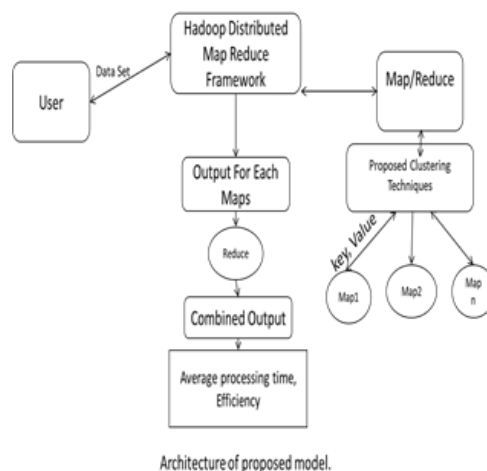 Hadoop Distributed
Map Reduce
Framework
Data Set
User
Map/Reduce
Output For Each
Maps
Proposed Clustering
Techniques
Reduce
key, Value
Map1
Map2
Map
n
Combined Output
Average processing time,
Efficiency
Architecture of proposed model.